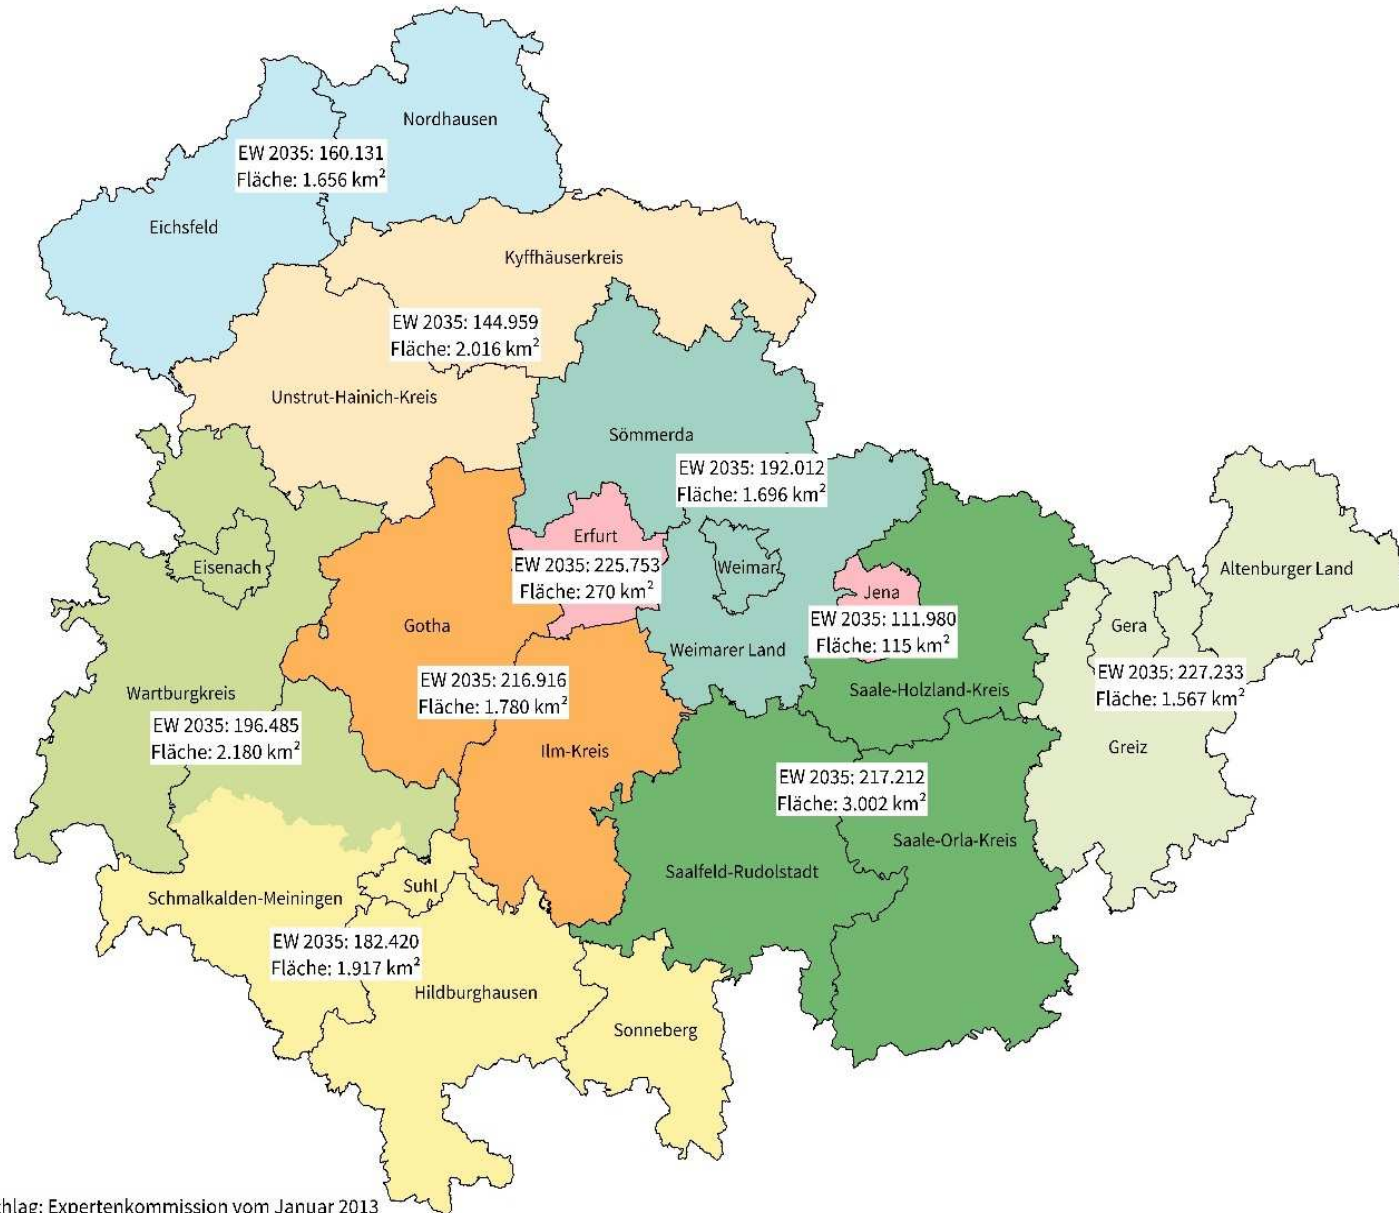 Nordhausen
EW 2035: 160.131
Fläche: 1.656 km²
Eichsfeld
Kyffhäuserkreis
EW 2035: 144.959
Fläche: 2.016 km²
Unstrut-Hainich-Kreis
Sömmerda
EW 2035: 192.012
Fläche: 1.696 km²
Erfurt
EW 2035: 225.753
Fläche: 270 km²
Weimar
Eisenach
Altenburger Land
Jena
EW 2035: 111.980
Fläche: 115 km²
Gotha
Gera
Weimarer Land
EW 2035: 227.233
Fläche: 1.567 km²
EW 2035: 216.916
Fläche: 1.780 km²
Wartburgkreis
Saale-Holzland-Kreis
EW 2035: 196.485
Fläche: 2.180 km²
Ilm-Kreis
Greiz
EW 2035: 217.212
Fläche: 3.002 km²
Saale-Orla-Kreis
Saalfeld-Rudolstadt
Suhl
Schmalkalden-Meiningen
EW 2035: 182.420
Fläche: 1.917 km²
Hildburghausen
Sonneberg
hlag: Expertenkommission vom Januar 2013